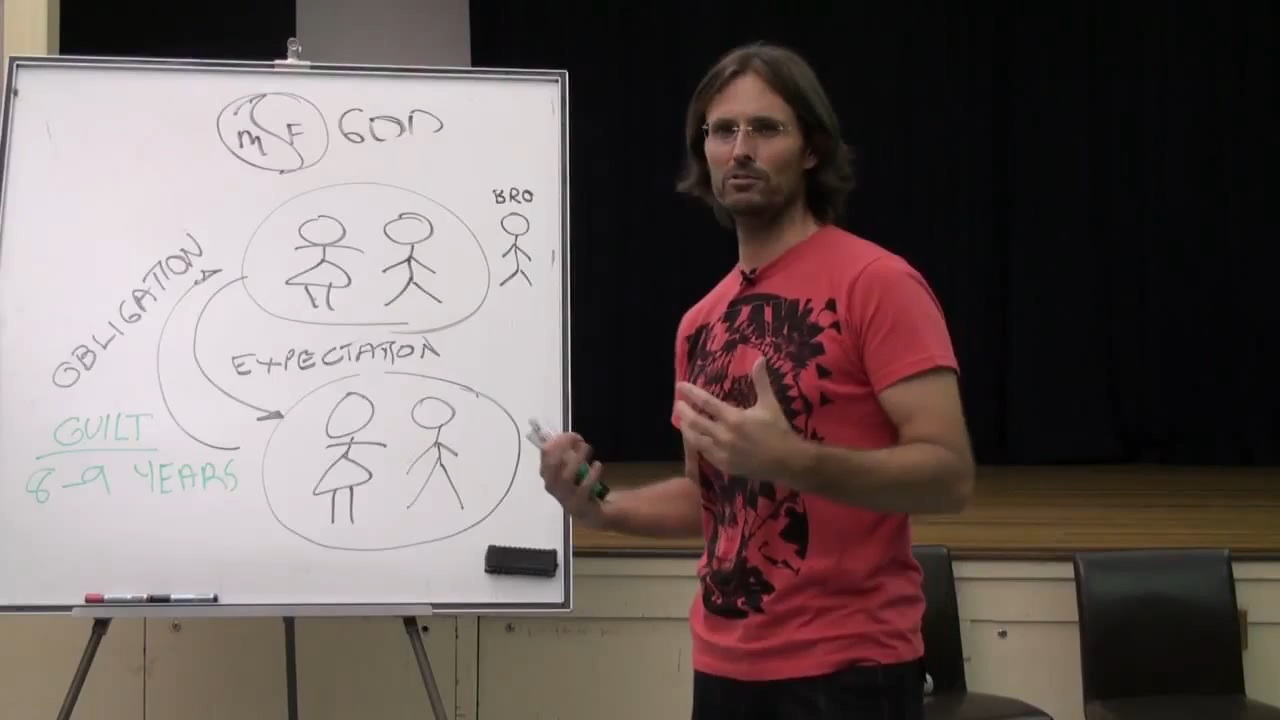 M F GOD
BRO
OBLIGATION
EXPECTATION
GUILT
8-9 YEARS